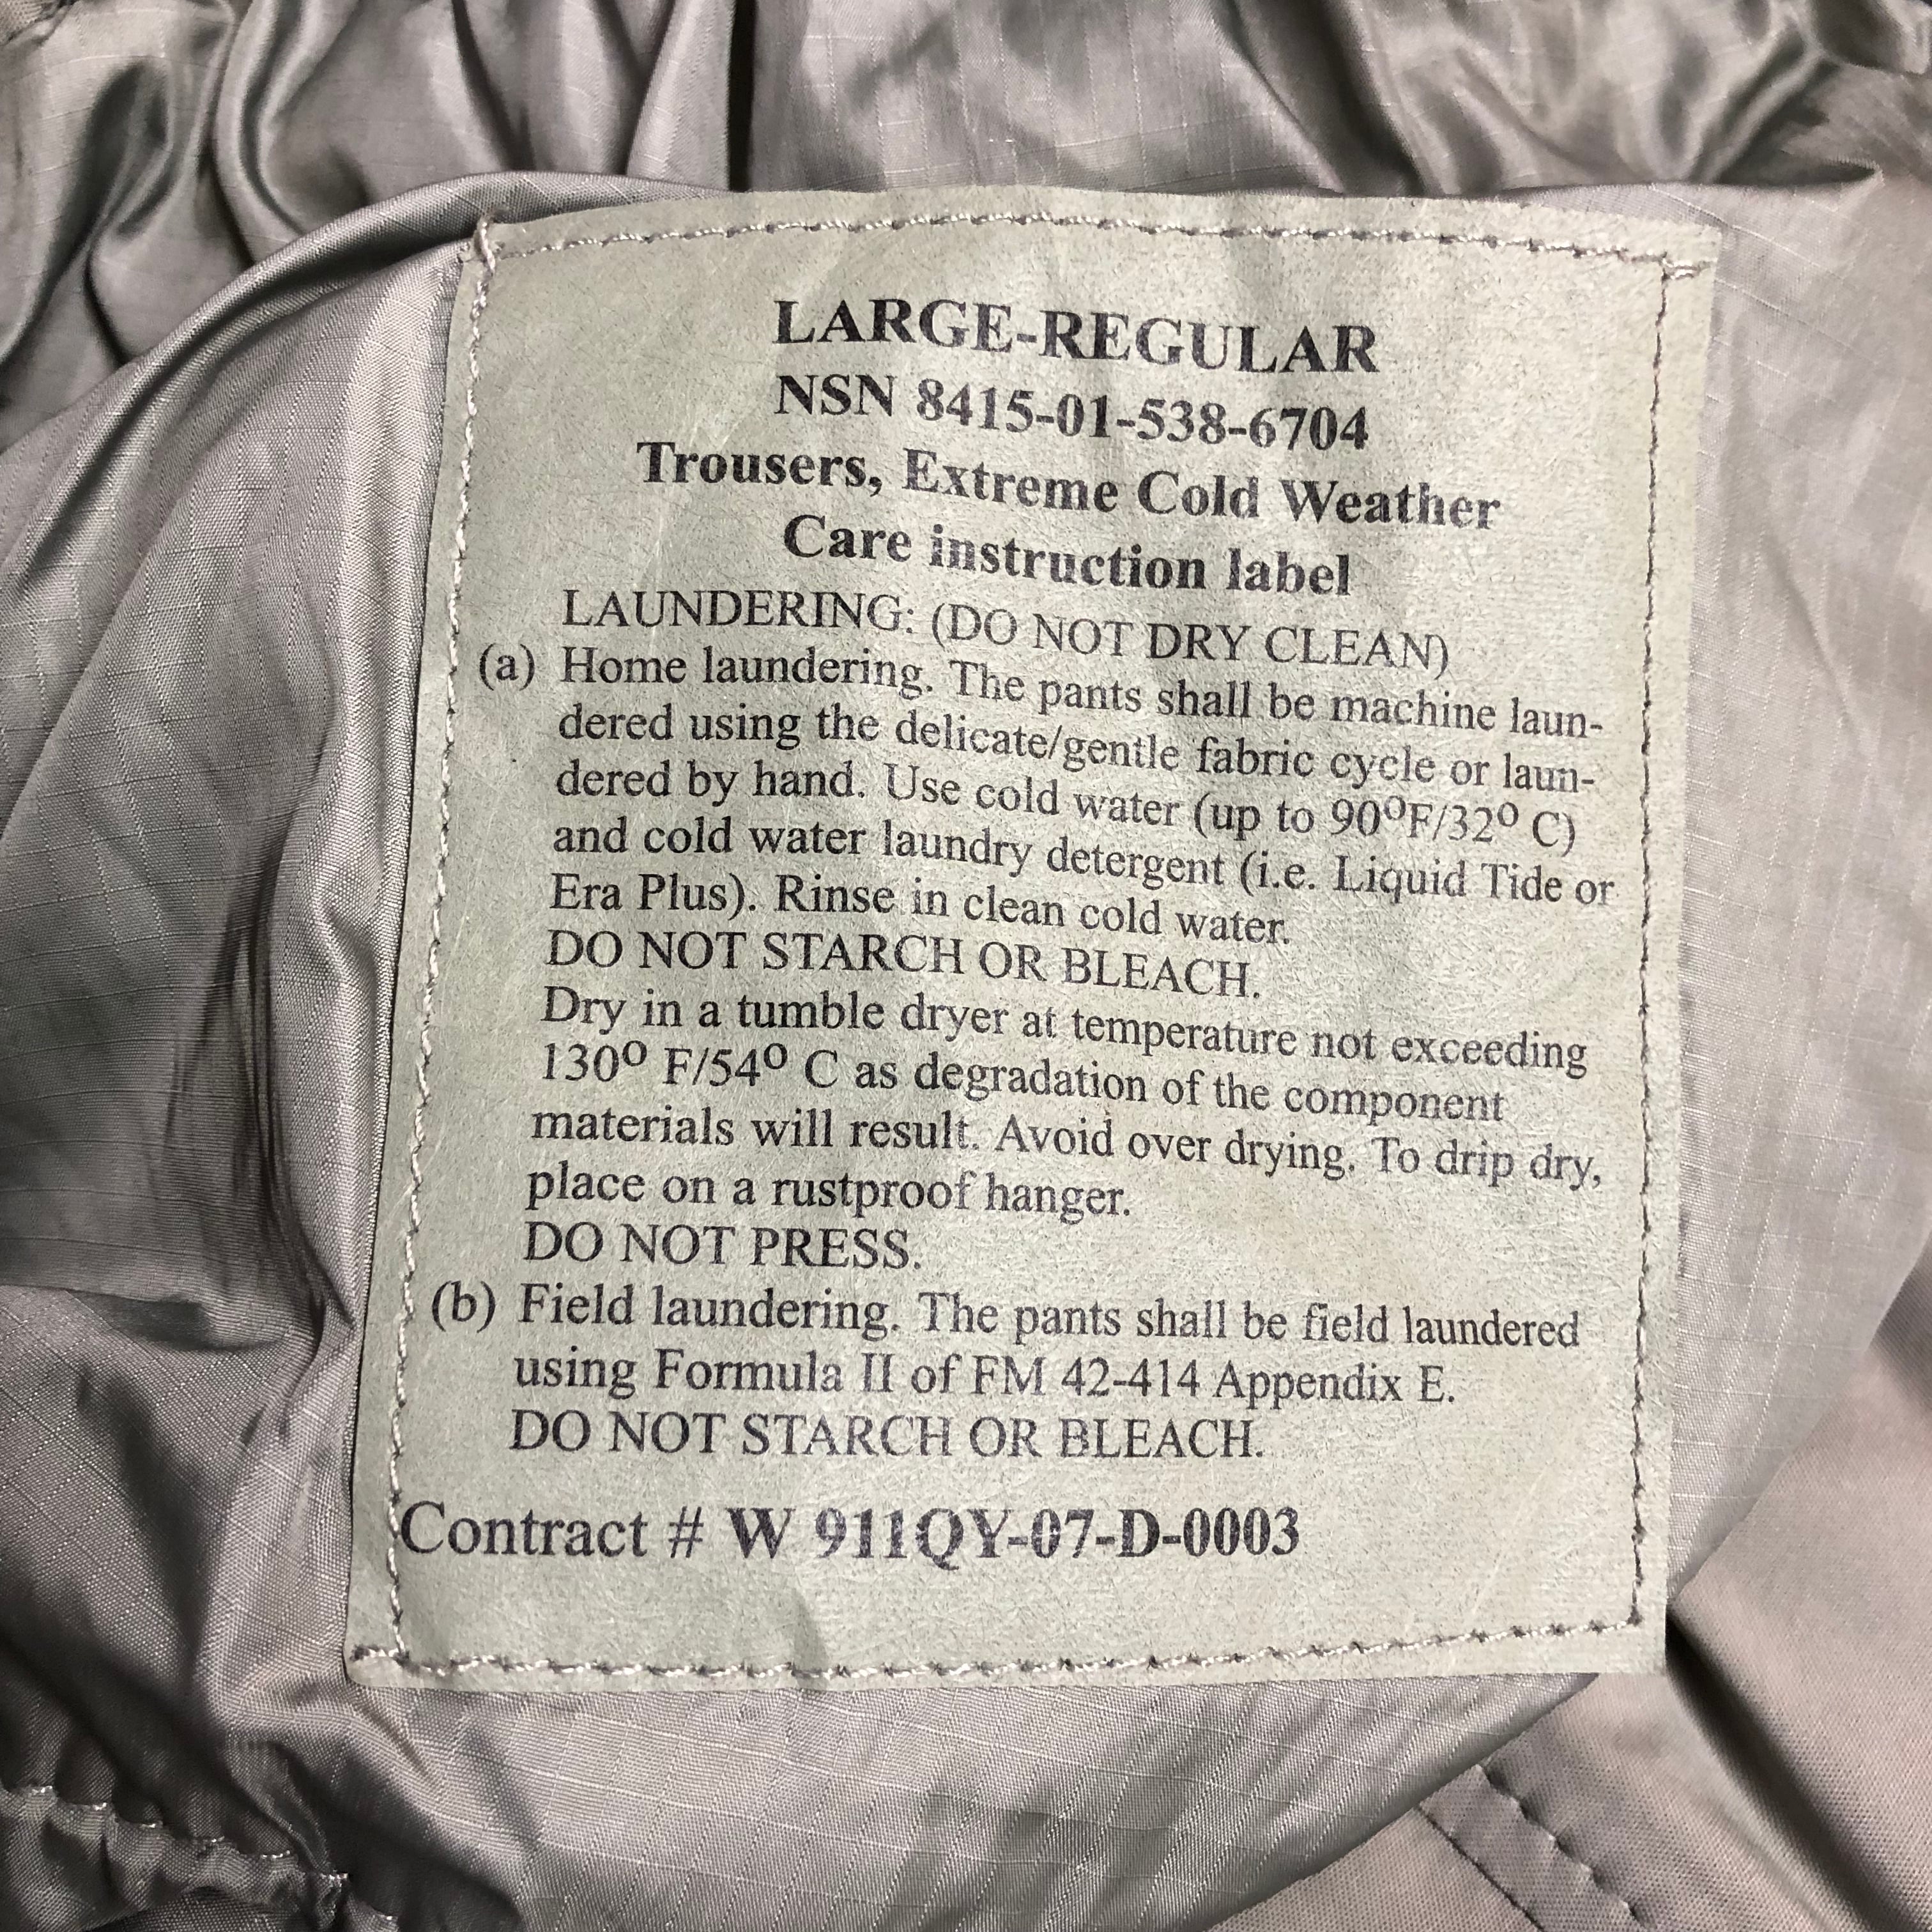 LARGE-REGULAR
NSN 8415-01-538-6704
Trousers, Extreme Cold Weather
Care instruction label
LAUNDERING: (DO NOT DRY CLEAN)
(a) Home laundering. The pants shall be machine laun-
dered using the delicate/gentle fabric cycle or laun-
dered by hand. Use cold water (up to 90ºF/32º C)
and cold water laundry detergent (i.e. Liquid Tide or
Era Plus). Rinse in clean cold water.
DO NOT STARCH OR BLEACH.
Dry in a tumble dryer at temperature not exceeding
130º F/54º C as degradation of the component
materials will result. Avoid over drying. To drip dry,
place on a rustproof hanger.
DO NOT PRESS.
(b) Field laundering. The pants shall be field laundered
using Formula II of FM 42-414 Appendix E.
DO NOT STARCH OR BLEACH.
Contract # W 911QY-07-D-0003